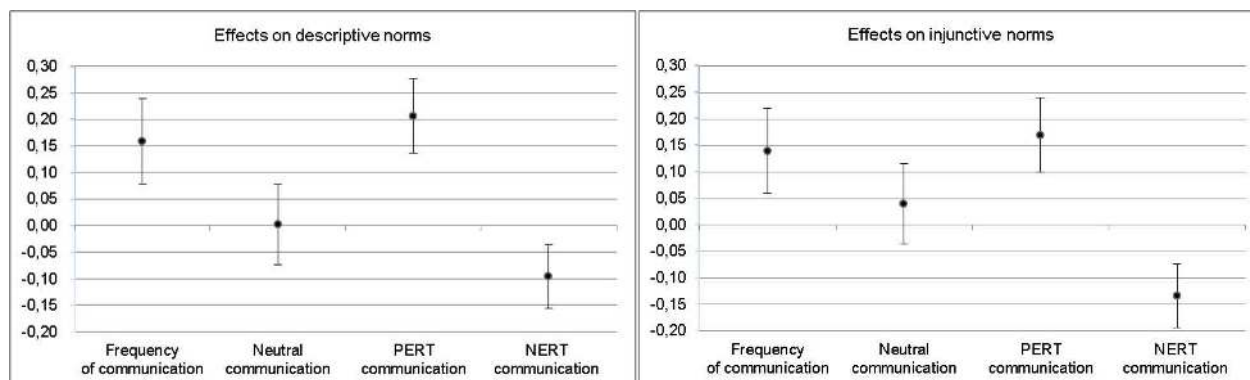 Effects on descriptive norms
0,30
0,25
0,20
0,15
0,10
0,05
0,00
-0,05
-0,10
-0,15
-0,20
Frequency of communication
Neutral communication
PERT communication
NERT communication
Effects on injunctive norms
0,30
0,25
0,20
0,15
0,10
0,05
0,00
-0,05
-0,10
-0,15
-0,20
Frequency of communication
Neutral communication
PERT communication
NERT communication